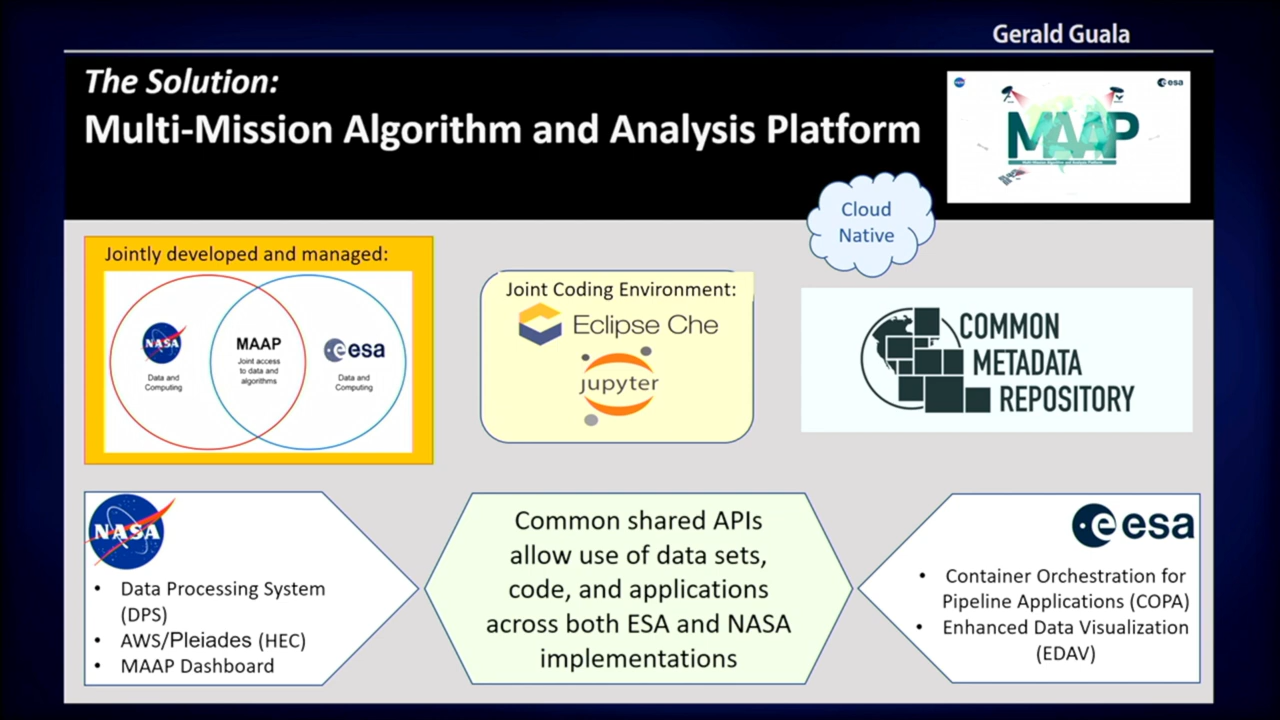 Gerald Guala
The Solution:
Multi-Mission Algorithm and Analysis Platform
esa
MAAP
Multi-Mission Algorithm and Analysis Platform
Cloud
Native
Jointly developed and managed:
NASA
Data and
Computing
MAAP
Joint access
to data and
algorithms
esa
Data and
Computing
Joint Coding Environment:
Eclipse Che
jupyter
COMMON
METADATA
REPOSITORY
NASA
• Data Processing System
(DPS)
• AWS/Pleiades (HEC)
• MAAP Dashboard
Common shared APIs
allow use of data sets,
code, and applications
across both ESA and NASA
implementations
esa
• Container Orchestration for
Pipeline Applications (COPA)
• Enhanced Data Visualization
(EDAV)